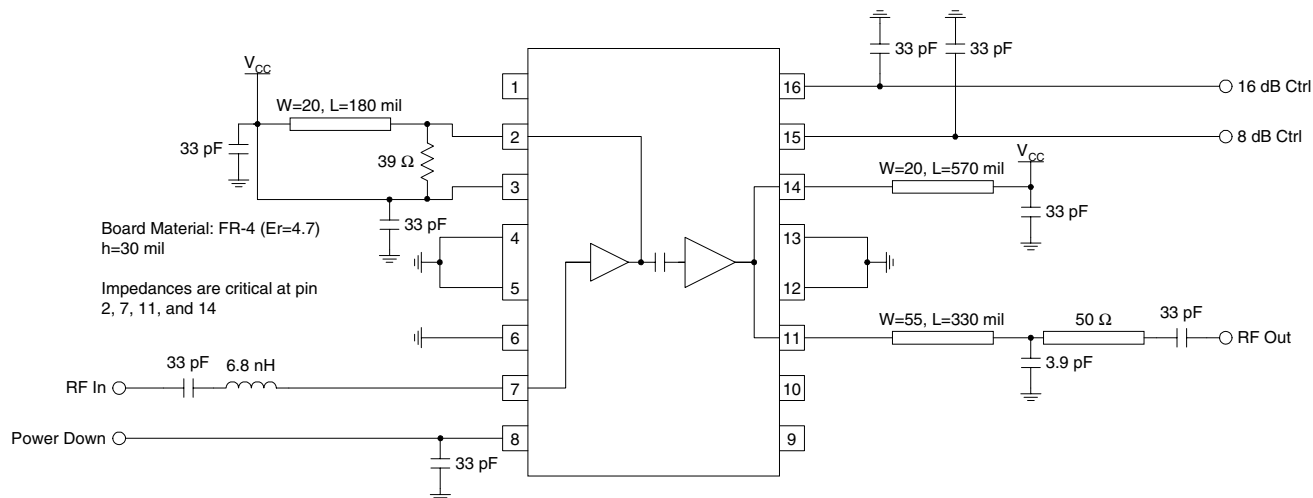 33 pF
33 pF
16 dB Ctrl
8 dB Ctrl
VCC
W=20, L=180 mil
33 pF
39 Ω
33 pF
Board Material: FR-4 (Er=4.7)
h=30 mil
Impedances are critical at pin
2, 7, 11, and 14
33 pF
6.8 nH
RF In
Power Down
33 pF
1
2
3
4
5
6
7
8
16
15
14
13
12
11
10
9
VCC
W=20, L=570 mil
33 pF
W=55, L=330 mil
50 Ω
33 pF
RF Out
3.9 pF